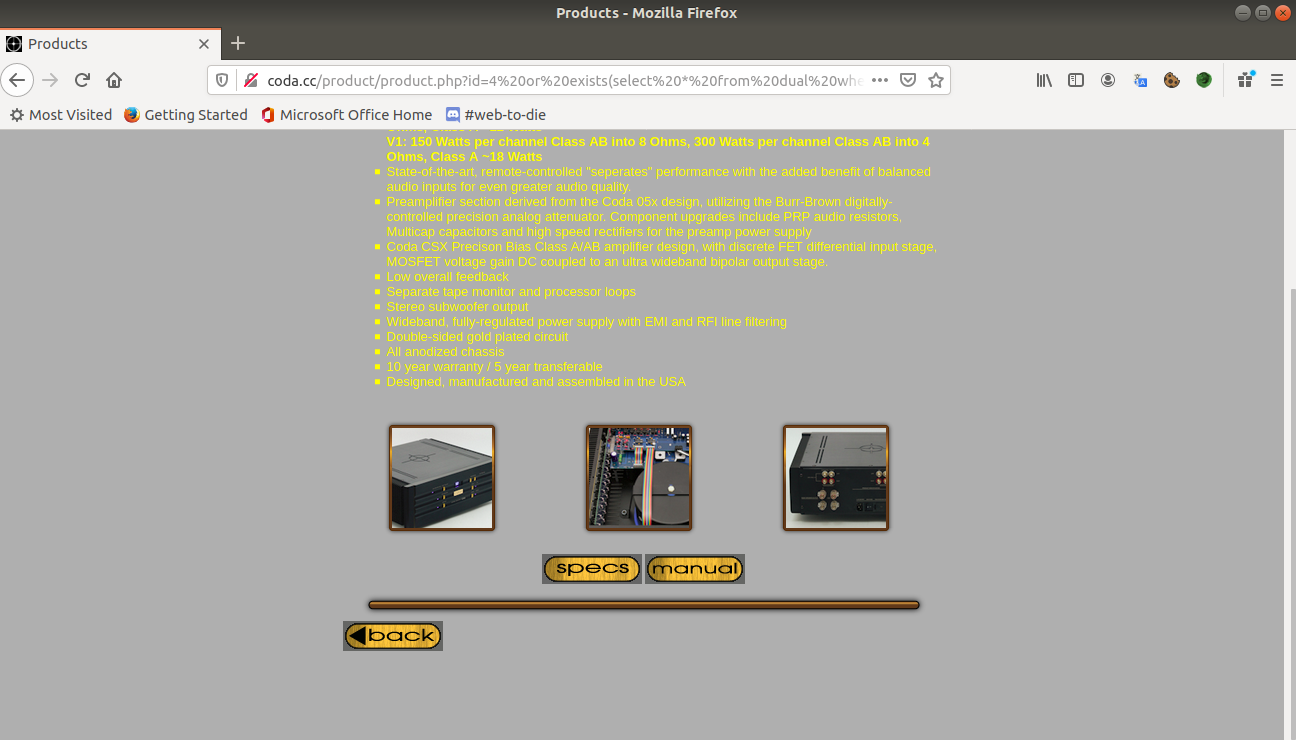 Products - Mozilla Firefox
Products
coda.cc/product/product.php?id=4%20or%20exists(select%20*%20from%20dual%20whe
Most Visited
Getting Started
Microsoft Office Home
#web-to-die
V1: 150 Watts per channel Class AB into 8 Ohms, 300 Watts per channel Class AB into 4
Ohms, Class A ~18 Watts
State-of-the-art, remote-controlled "seperates" performance with the added benefit of balanced
audio inputs for even greater audio quality.
Preamplifier section derived from the Coda 05x design, utilizing the Burr-Brown digitally-
controlled precision analog attenuator. Component upgrades include PRP audio resistors,
Multicap capacitors and high speed rectifiers for the preamp power supply
Coda CSX Precison Bias Class A/AB amplifier design, with discrete FET differential input stage,
MOSFET voltage gain DC coupled to an ultra wideband bipolar output stage.
Low overall feedback
Separate tape monitor and processor loops
Stereo subwoofer output
Wideband, fully-regulated power supply with EMI and RFI line filtering
Double-sided gold plated circuit
All anodized chassis
10 year warranty / 5 year transferable
Designed, manufactured and assembled in the USA
specs
manual
back